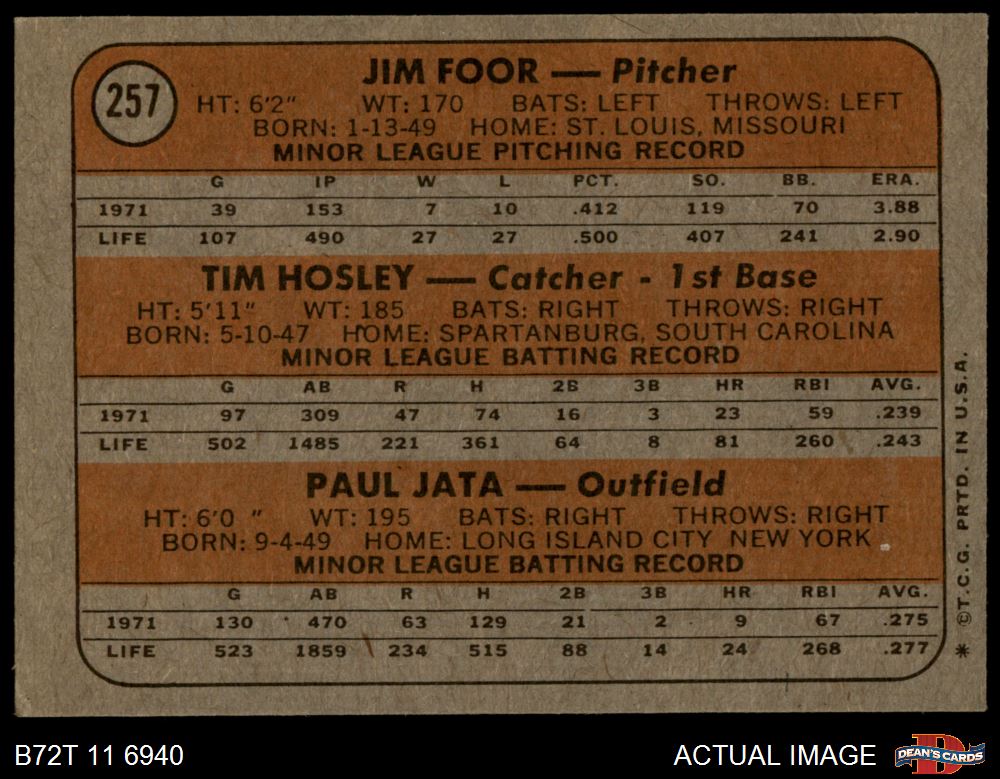 257
JIM FOOR — Pitcher
HT: 6'2" WT: 170 BATS: LEFT THROWS: LEFT
BORN: 1-13-49 HOME: ST. LOUIS, MISSOURI
MINOR LEAGUE PITCHING RECORD
G IP W L PCT. SO. BB. ERA.
1971 39 153 7 10 .412 119 70 3.88
LIFE 107 490 27 27 .500 407 241 2.90
TIM HOSLEY — Catcher - 1st Base
HT: 5'11" WT: 185 BATS: RIGHT THROWS: RIGHT
BORN: 5-10-47 HOME: SPARTANBURG, SOUTH CAROLINA
MINOR LEAGUE BATTING RECORD
G AB R H 2B 3B HR RBI AVG.
1971 97 309 47 74 16 3 23 59 .239
LIFE 502 1485 221 361 64 8 81 260 .243
PAUL JATA — Outfield
HT: 6'0 " WT: 195 BATS: RIGHT THROWS: RIGHT
BORN: 9-4-49 HOME: LONG ISLAND CITY NEW YORK
MINOR LEAGUE BATTING RECORD
G AB R H 2B 3B HR RBI AVG.
1971 130 470 63 129 21 2 9 67 .275
LIFE 523 1859 234 515 88 14 24 268 .277
* ©T.C.G. PRTD. IN U.S.A.
B72T 11 6940
ACTUAL IMAGE
DEAN'S CARDS